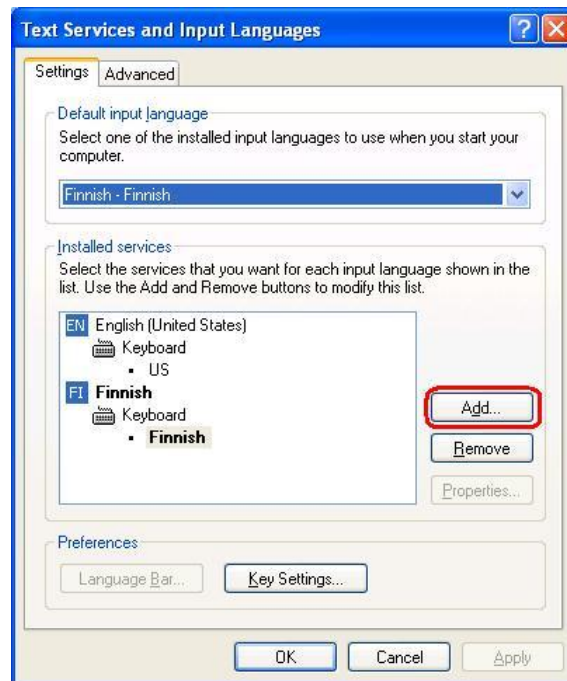 Text Services and Input Languages
Settings
Advanced
Default input language
Select one of the installed input languages to use when you start your
computer.
Finnish - Finnish
Installed services
Select the services that you want for each input language shown in the
list. Use the Add and Remove buttons to modify this list.
EN English (United States)
Keyboard
• US
FI Finnish
Keyboard
• Finnish
Add...
Remove
Properties...
Preferences
Language Bar...
Key Settings...
OK
Cancel
Apply